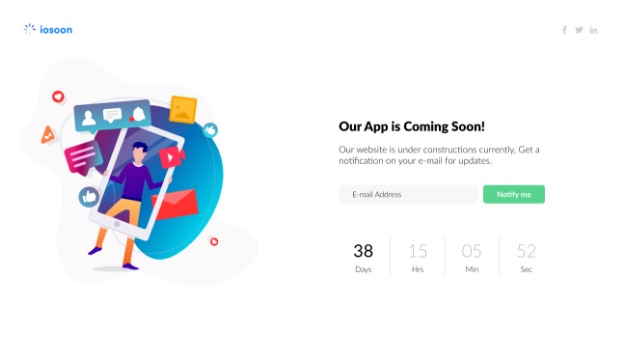 iosoon
Our App is Coming Soon!
Our website is under constructions currently, Get a
notification on your e-mail for updates.
E-mail Address
Notify me
38 15 05 52
Days Hrs Min Sec